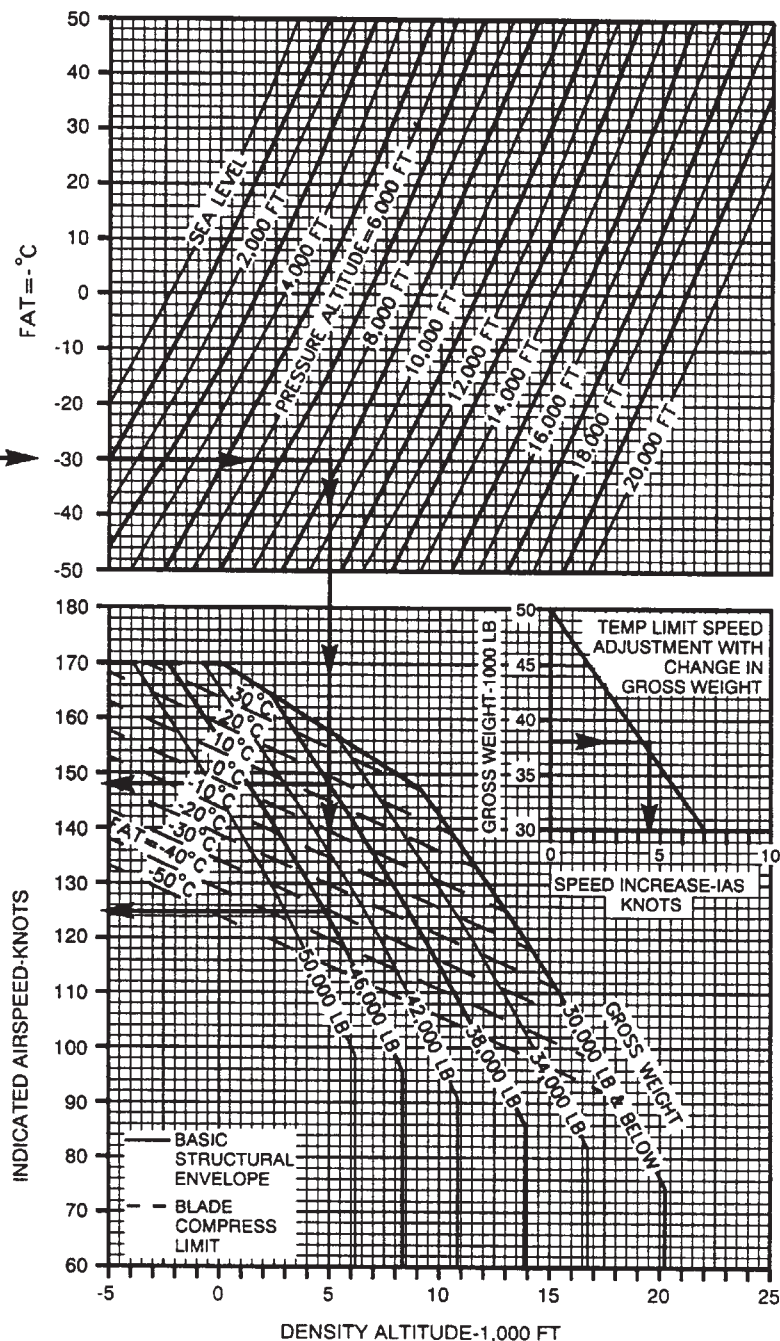 50
40
30
20
10
0
-10
-20
-30
-40
-50
FAT=-°C
SEA LEVEL
2,000 FT
4,000 FT
PRESSURE ALTITUDE=6,000 FT
8,000 FT
10,000 FT
12,000 FT
14,000 FT
16,000 FT
18,000 FT
20,000 FT
180
170
160
150
140
130
120
110
100
90
80
70
60
INDICATED AIRSPEED-KNOTS
30°C
20°C
10°C
0°C
10°C
-20°C
-30°C
FAT=-40°C
-50°C
50,000 LB
46,000 LB
42,000 LB
38,000 LB
34,000 LB
30,000 LB & BELOW
GROSS WEIGHT
BASIC
STRUCTURAL
ENVELOPE
BLADE
COMPRESS
LIMIT
GROSS WEIGHT-1000 LB
50
45
40
35
30
TEMP LIMIT SPEED
ADJUSTMENT WITH
CHANGE IN
GROSS WEIGHT
0
5
10
SPEED INCREASE-IAS
KNOTS
-5
0
5
10
15
20
25
DENSITY ALTITUDE-1,000 FT